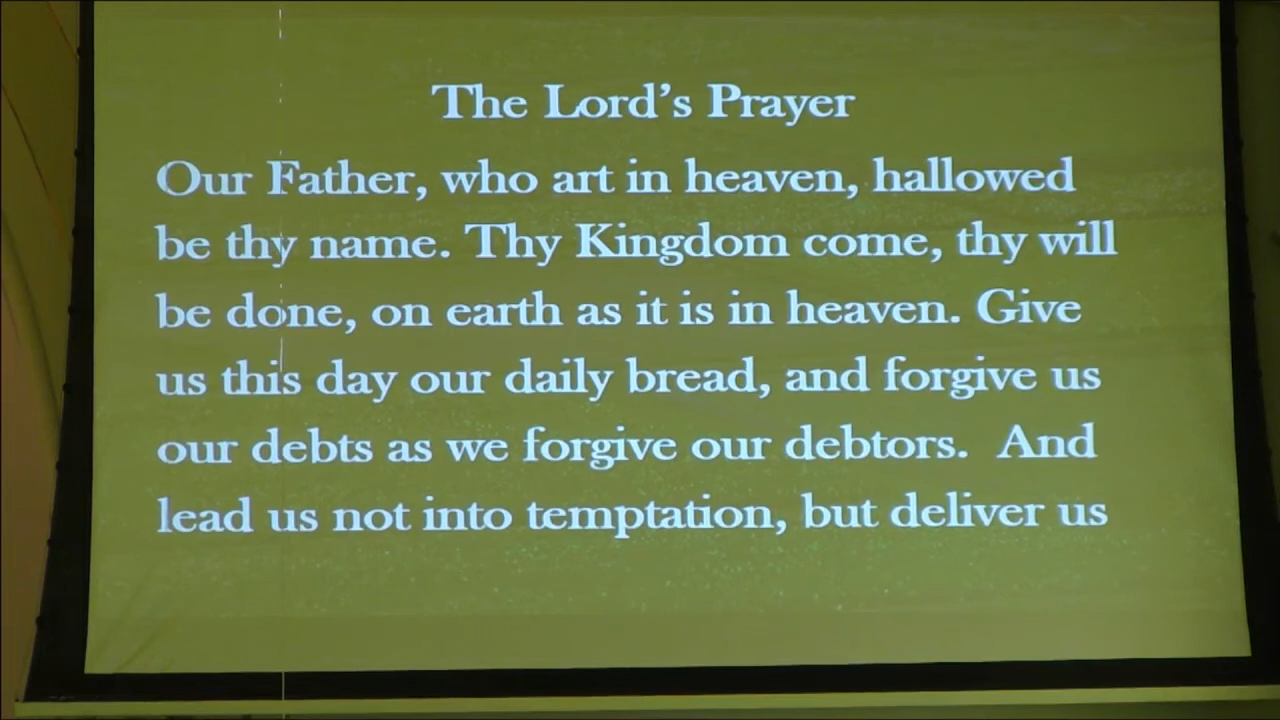 The Lord's Prayer
Our Father, who art in heaven, hallowed
be thy name. Thy Kingdom come, thy will
be done, on earth as it is in heaven. Give
us this day our daily bread, and forgive us
our debts as we forgive our debtors.  And
lead us not into temptation, but deliver us